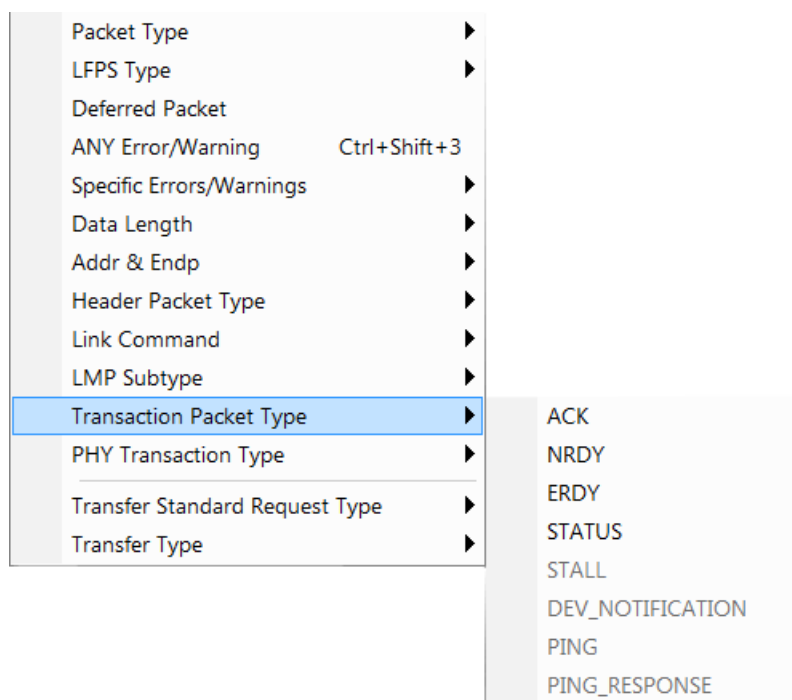 Packet Type
LFPS Type
Deferred Packet
ANY Error/Warning Ctrl+Shift+3
Specific Errors/Warnings
Data Length
Addr & Endp
Header Packet Type
Link Command
LMP Subtype
Transaction Packet Type
PHY Transaction Type
Transfer Standard Request Type
Transfer Type
ACK
NRDY
ERDY
STATUS
STALL
DEV_NOTIFICATION
PING
PING_RESPONSE